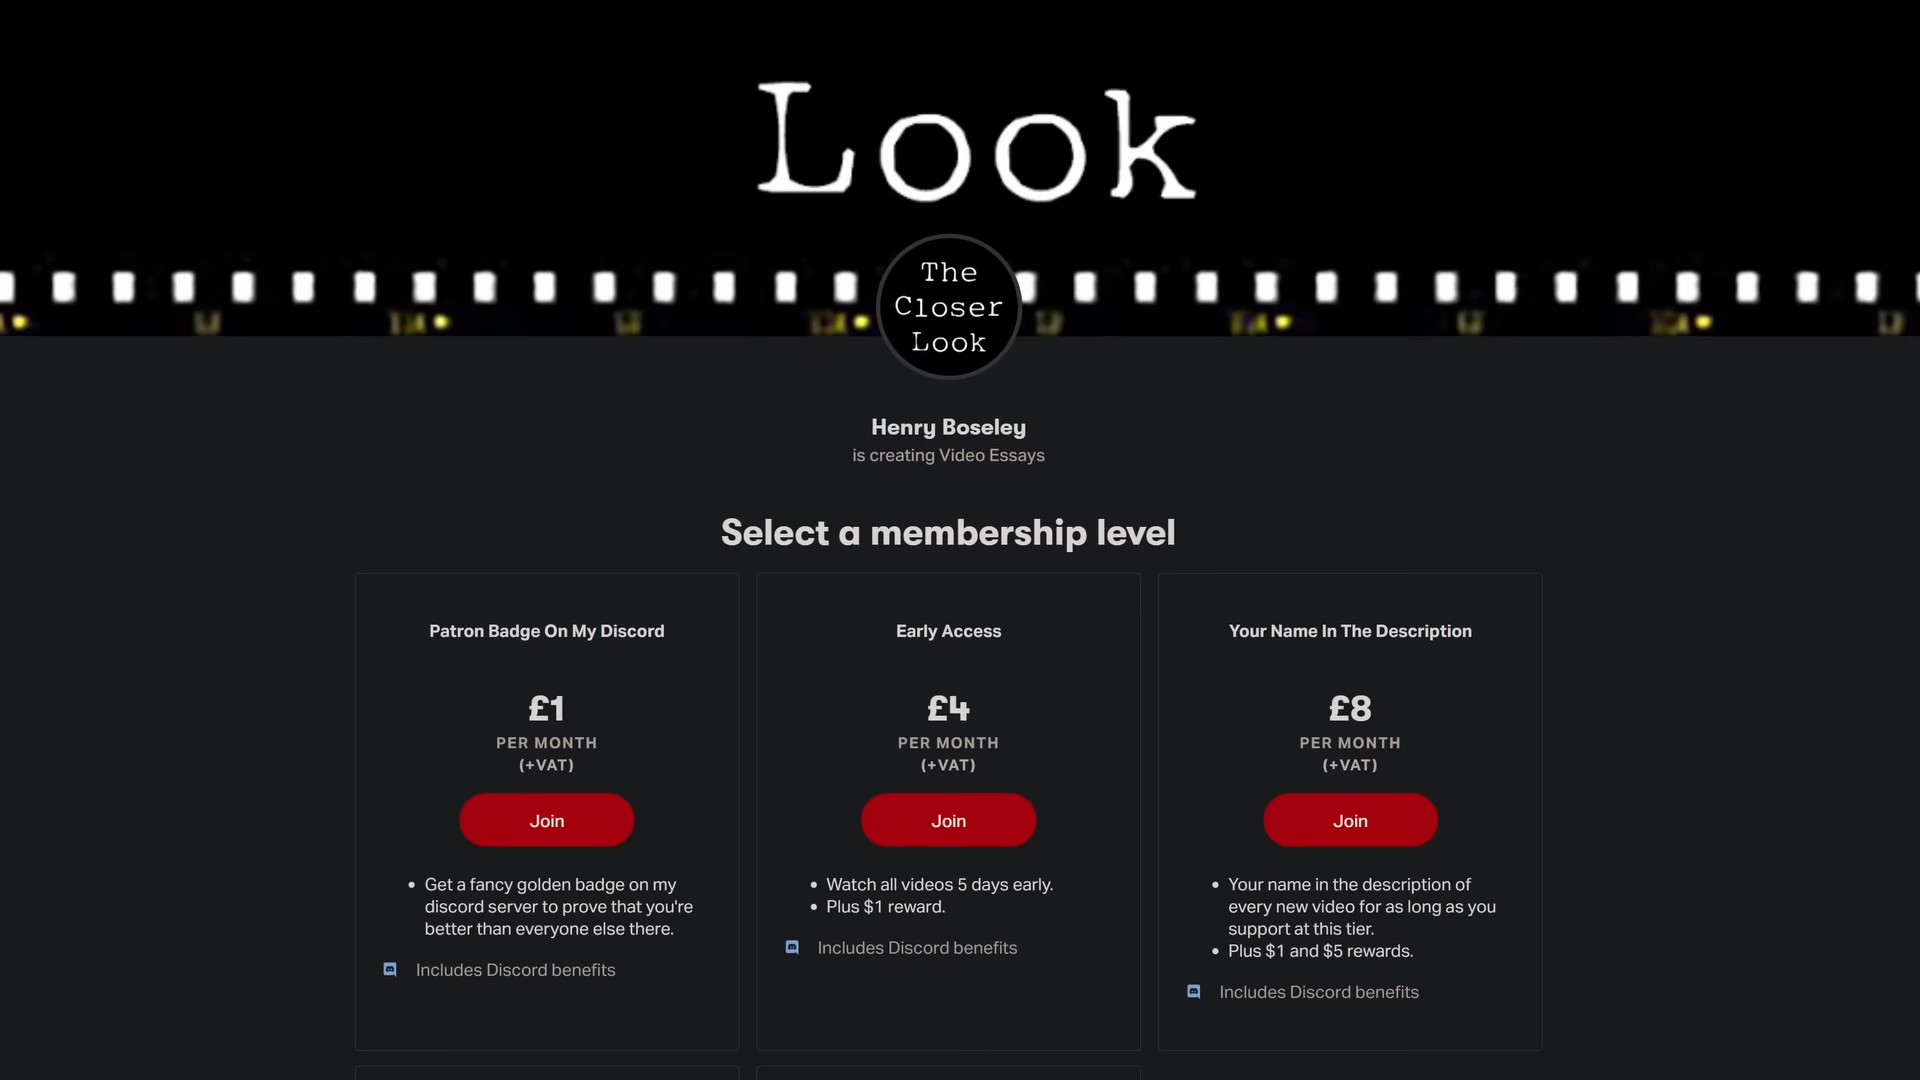 Look
The
Closer
Look
Henry Boseley
is creating Video Essays
Select a membership level
Patron Badge On My Discord
£1
PER MONTH
(+VAT)
Join
• Get a fancy golden badge on my
discord server to prove that you're
better than everyone else there.
Includes Discord benefits
Early Access
£4
PER MONTH
(+VAT)
Join
• Watch all videos 5 days early.
• Plus $1 reward.
Includes Discord benefits
Your Name In The Description
£8
PER MONTH
(+VAT)
Join
• Your name in the description of
every new video for as long as you
support at this tier.
• Plus $1 and $5 rewards.
Includes Discord benefits